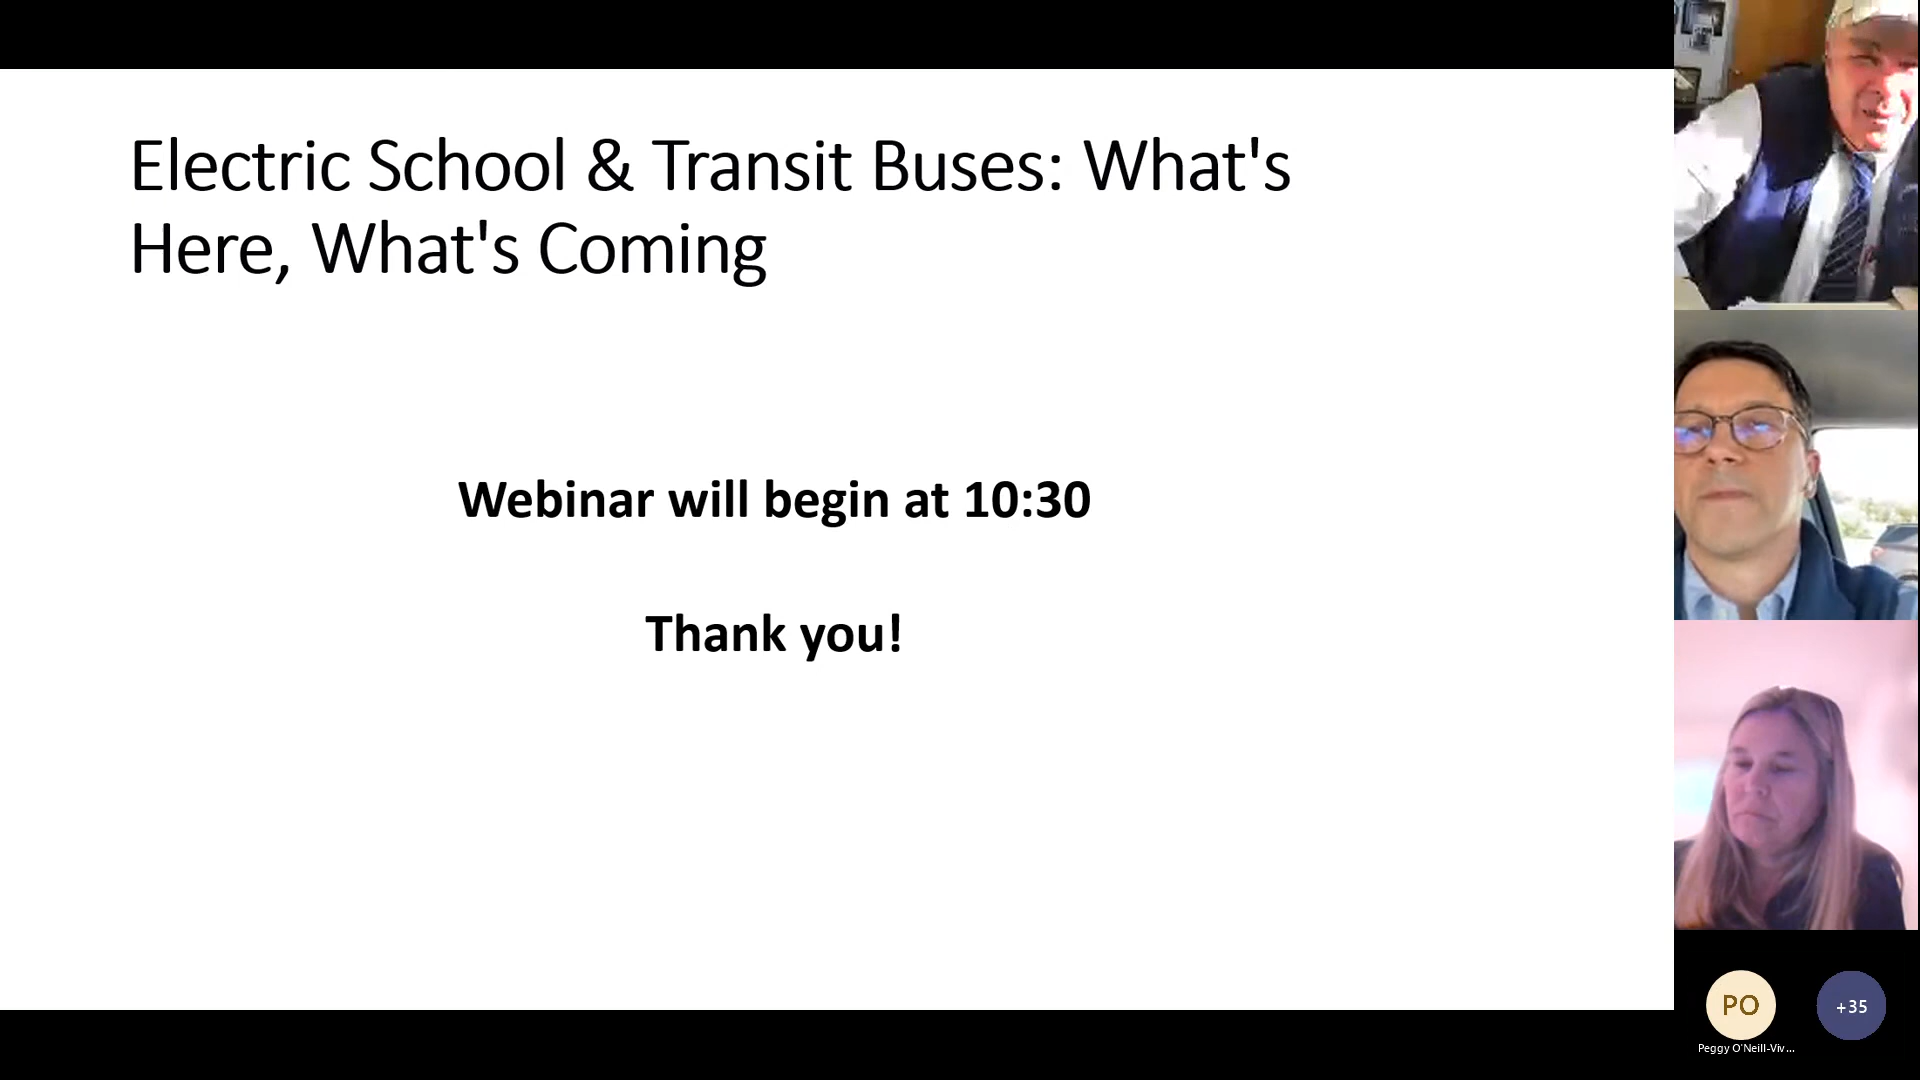 Electric School & Transit Buses: What's
Here, What's Coming
Webinar will begin at 10:30
Thank you!
PO
+35
Peggy O'Neill-Viv...